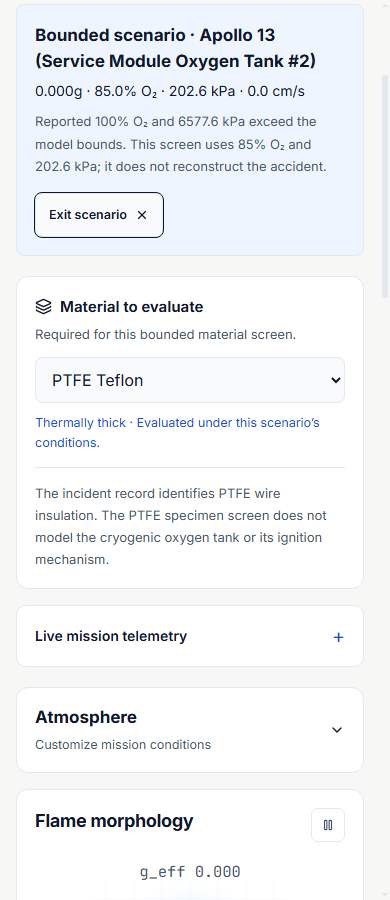 Bounded scenario · Apollo 13
(Service Module Oxygen Tank #2)
0.000g · 85.0% O₂ · 202.6 kPa · 0.0 cm/s
Reported 100% O₂ and 6577.6 kPa exceed the
model bounds. This screen uses 85% O₂ and
202.6 kPa; it does not reconstruct the accident.
Exit scenario ×
Material to evaluate
Required for this bounded material screen.
PTFE Teflon
Thermally thick · Evaluated under this scenario’s
conditions.
The incident record identifies PTFE wire
insulation. The PTFE specimen screen does not
model the cryogenic oxygen tank or its ignition
mechanism.
Live mission telemetry +
Atmosphere
Customize mission conditions
Flame morphology
g_eff 0.000